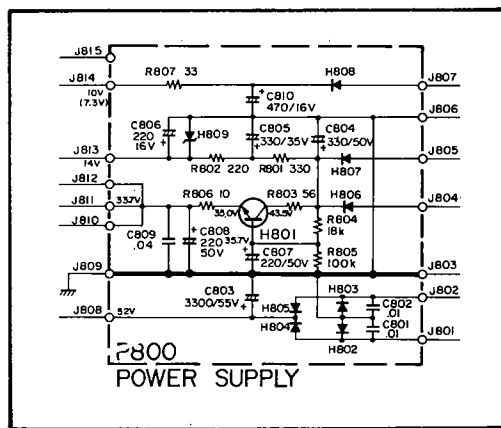 J815
J814
R807 33
H808
J807
10V
(7.3V)
C810
470/16V
J806
C806
220
16V
H809
C805
330/35V
C804
330/50V
J813
14V
R802 220
R801 330
H807
J805
J812
J811
33.7V
J810
R806 10
35.0V
43.5V
R803 56
H806
J804
H801
R804
18k
C809
.04
C808
220
50V
35.7V
C807
220/50V
R805
100k
J809
J803
C803
3300/55V
H805
H803
C802
.01
J802
J808
52V
H804
H802
C801
.01
J801
P800
POWER SUPPLY